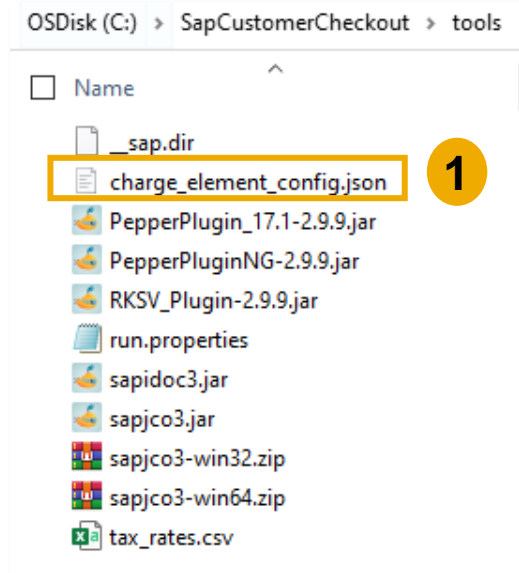 OSDisk (C:) > SapCustomerCheckout > tools
Name
__sap.dir
charge_element_config.json
1
PepperPlugin_17.1-2.9.9.jar
PepperPluginNG-2.9.9.jar
RKSV_Plugin-2.9.9.jar
run.properties
sapidoc3.jar
sapjco3.jar
sapjco3-win32.zip
sapjco3-win64.zip
tax_rates.csv